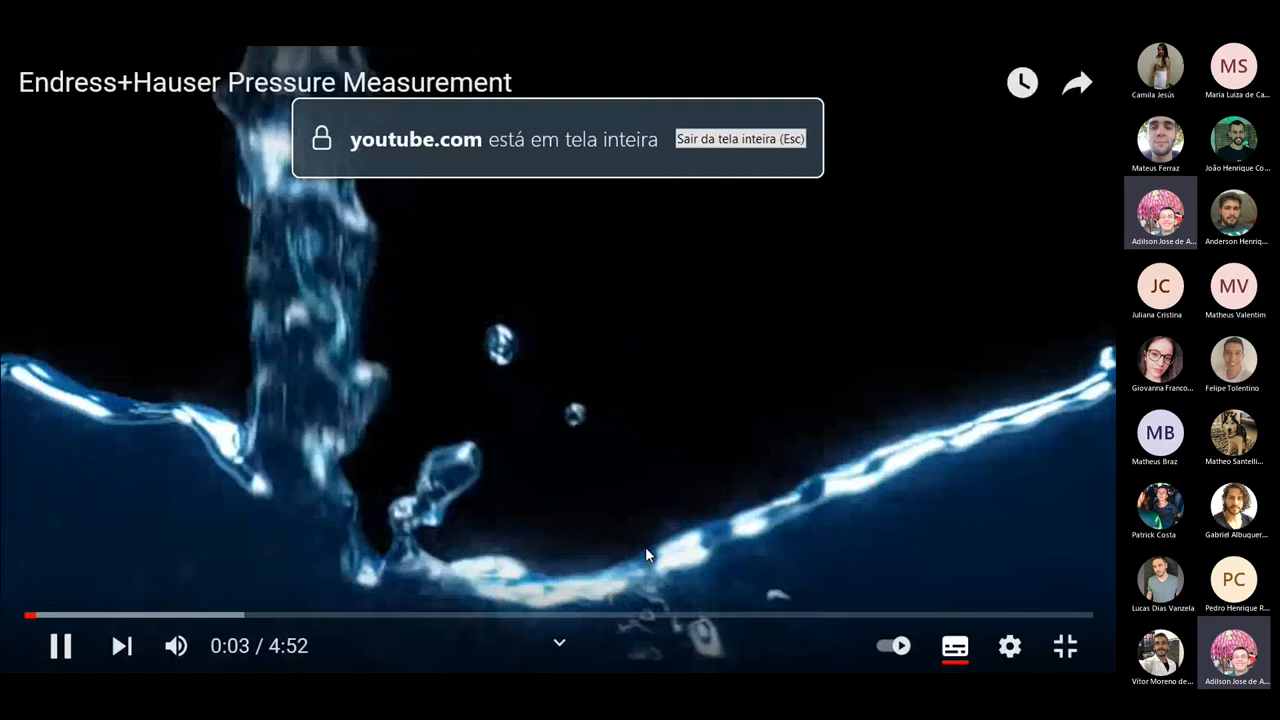 Endress+Hauser Pressure Measurement
youtube.com está em tela inteira
Sair da tela inteira (Esc)
0:03 / 4:52
Camila Jesús
MS
Maria Luiza de Ca...
Mateus Ferraz
João Henrique Co...
Adilson Jose de A...
Anderson Henriq...
JC
Juliana Cristina
MV
Matheus Valentim
Giovanna Franco...
Felipe Tolentino
MB
Matheus Braz
Matheo Santelli...
Patrick Costa
Gabriel Albuquer...
Lucas Dias Vanzela
PC
Pedro Henrique R...
Vítor Moreno de...
Adilson Jose de A...